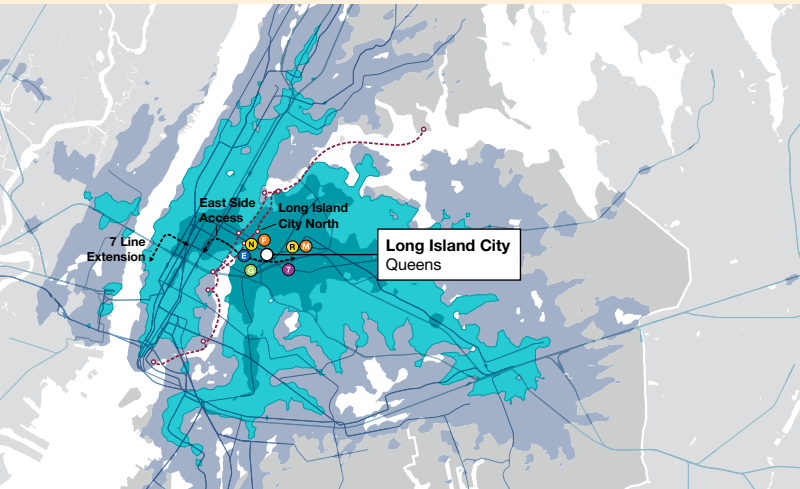 East Side
Access
Long Island
City North
7 Line
Extension
N
F
R
M
E
G
7
Long Island City
Queens